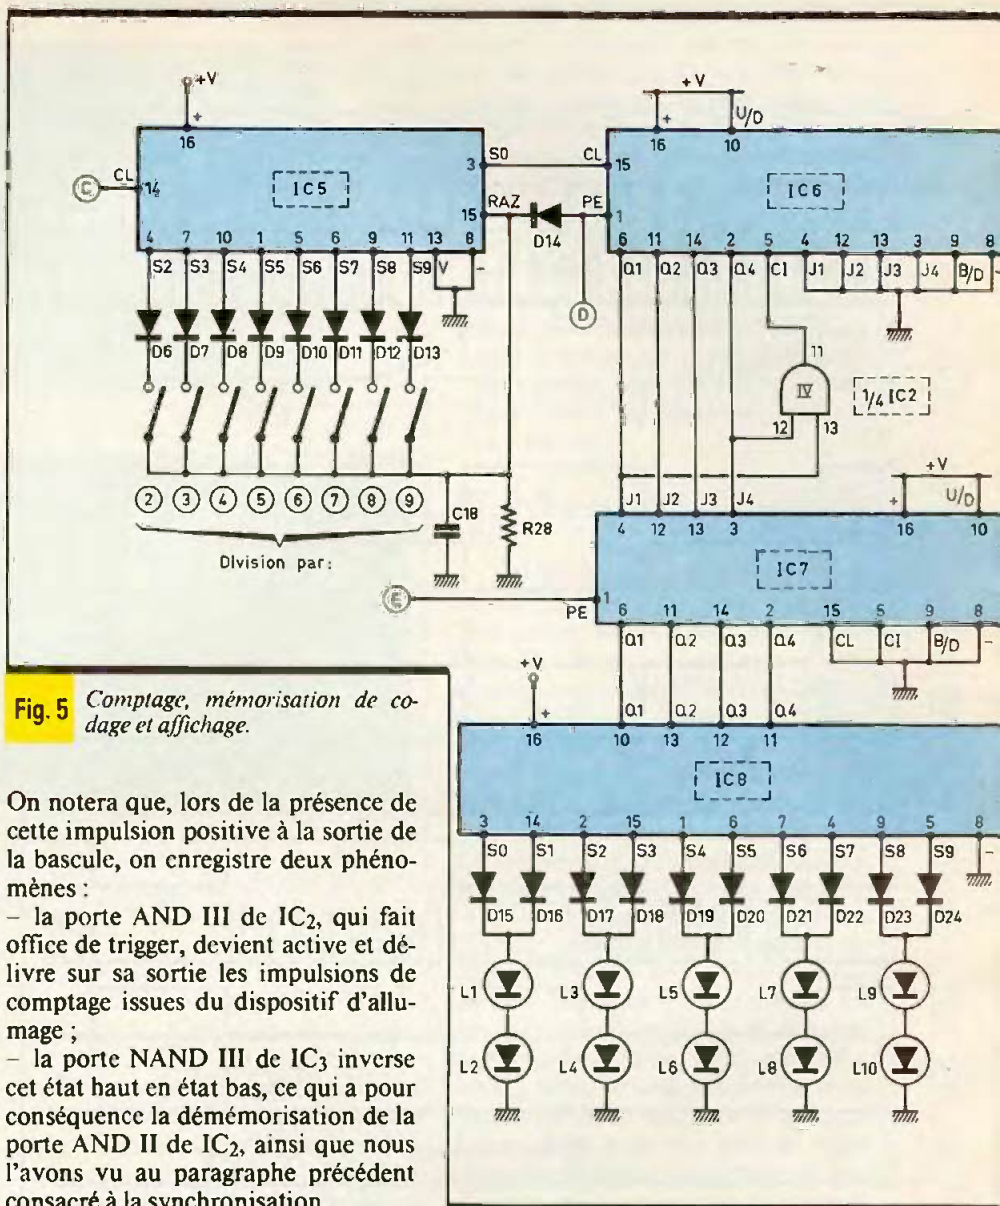 +V
+
16
CL
C
14
IC5
3
SO
CL
15
RAZ
15
D14
PE
1
D
4 7 10 1 5 6 9 11 13 8
S2 S3 S4 S5 S6 S7 S8 S9 V -
D6 D7 D8 D9 D10 D11 D12 D13
2 3 4 5 6 7 8 9
Division par:
C18
R28
+V
+
U/D
16
10
IC6
6 11 14 2 5 4 12 13 3 9 8
Q1 Q2 Q3 Q4 CI J1 J2 J3 J4 B/D -
11
IV
1/4 IC2
12 13
+V
J1 J2 J3 J4 + U/D
4 12 13 3 16 10
IC7
E
1
PE
6 11 14 2 15 5 9 8
Q1 Q2 Q3 Q4 CL CI B/D -
+V
+
Q1 Q2 Q3 Q4
16 10 13 12 11
IC8
3 14 2 15 1 6 7 4 9 5 8
S0 S1 S2 S3 S4 S5 S6 S7 S8 S9 -
D15 D16 D17 D18 D19 D20 D21 D22 D23 D24
L1 L3 L5 L7 L9
L2 L4 L6 L8 L10
Fig. 5 Comptage, mémorisation de co-
dage et affichage.
On notera que, lors de la présence de
cette impulsion positive à la sortie de
la bascule, on enregistre deux phéno-
mènes :
– la porte AND III de IC2, qui fait
office de trigger, devient active et dé-
livre sur sa sortie les impulsions de
comptage issues du dispositif d'allu-
mage ;
– la porte NAND III de IC3 inverse
cet état haut en état bas, ce qui a pour
conséquence la démémorisation de la
porte AND II de IC2, ainsi que nous
l'avons vu au paragraphe précédent
consacré à la synchronisation